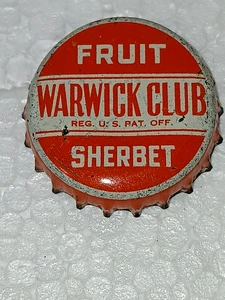 FRUIT
WARWICK CLUB
REG. U. S. PAT. OFF.
SHERBET